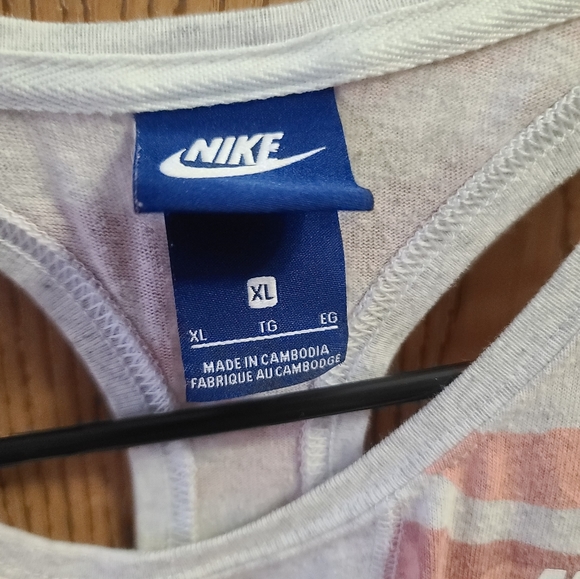 NIKE
XL
XL TG EG
MADE IN CAMBODIA
FABRIQUE AU CAMBODGE